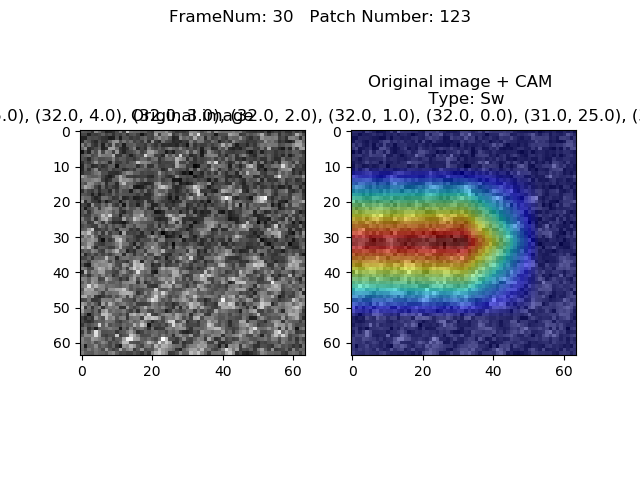 FrameNum: 30   Patch Number: 123
Original image + CAM
Type: Sw
.0), (32.0, 4.0), (32.0, 3.0), (32.0, 2.0), (32.0, 1.0), (32.0, 0.0), (31.0, 25.0), (
Original image
0
10
20
30
40
50
60
0 20 40 60
0
10
20
30
40
50
60
0 20 40 60